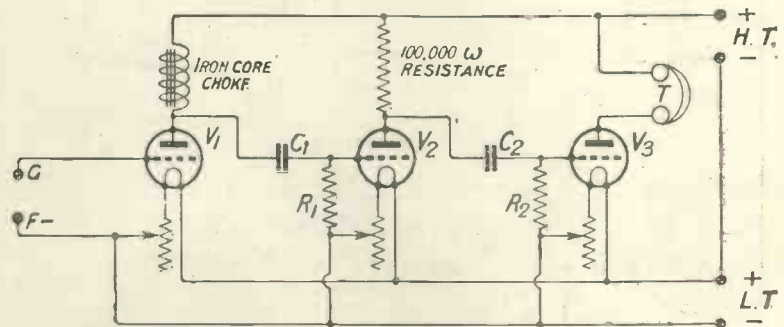 IRON CORE
CHOKE
100,000 ω
RESISTANCE
+
H.T.
-
T
V1
C1
V2
C2
V3
G
F-
R1
R2
+
L.T.
-